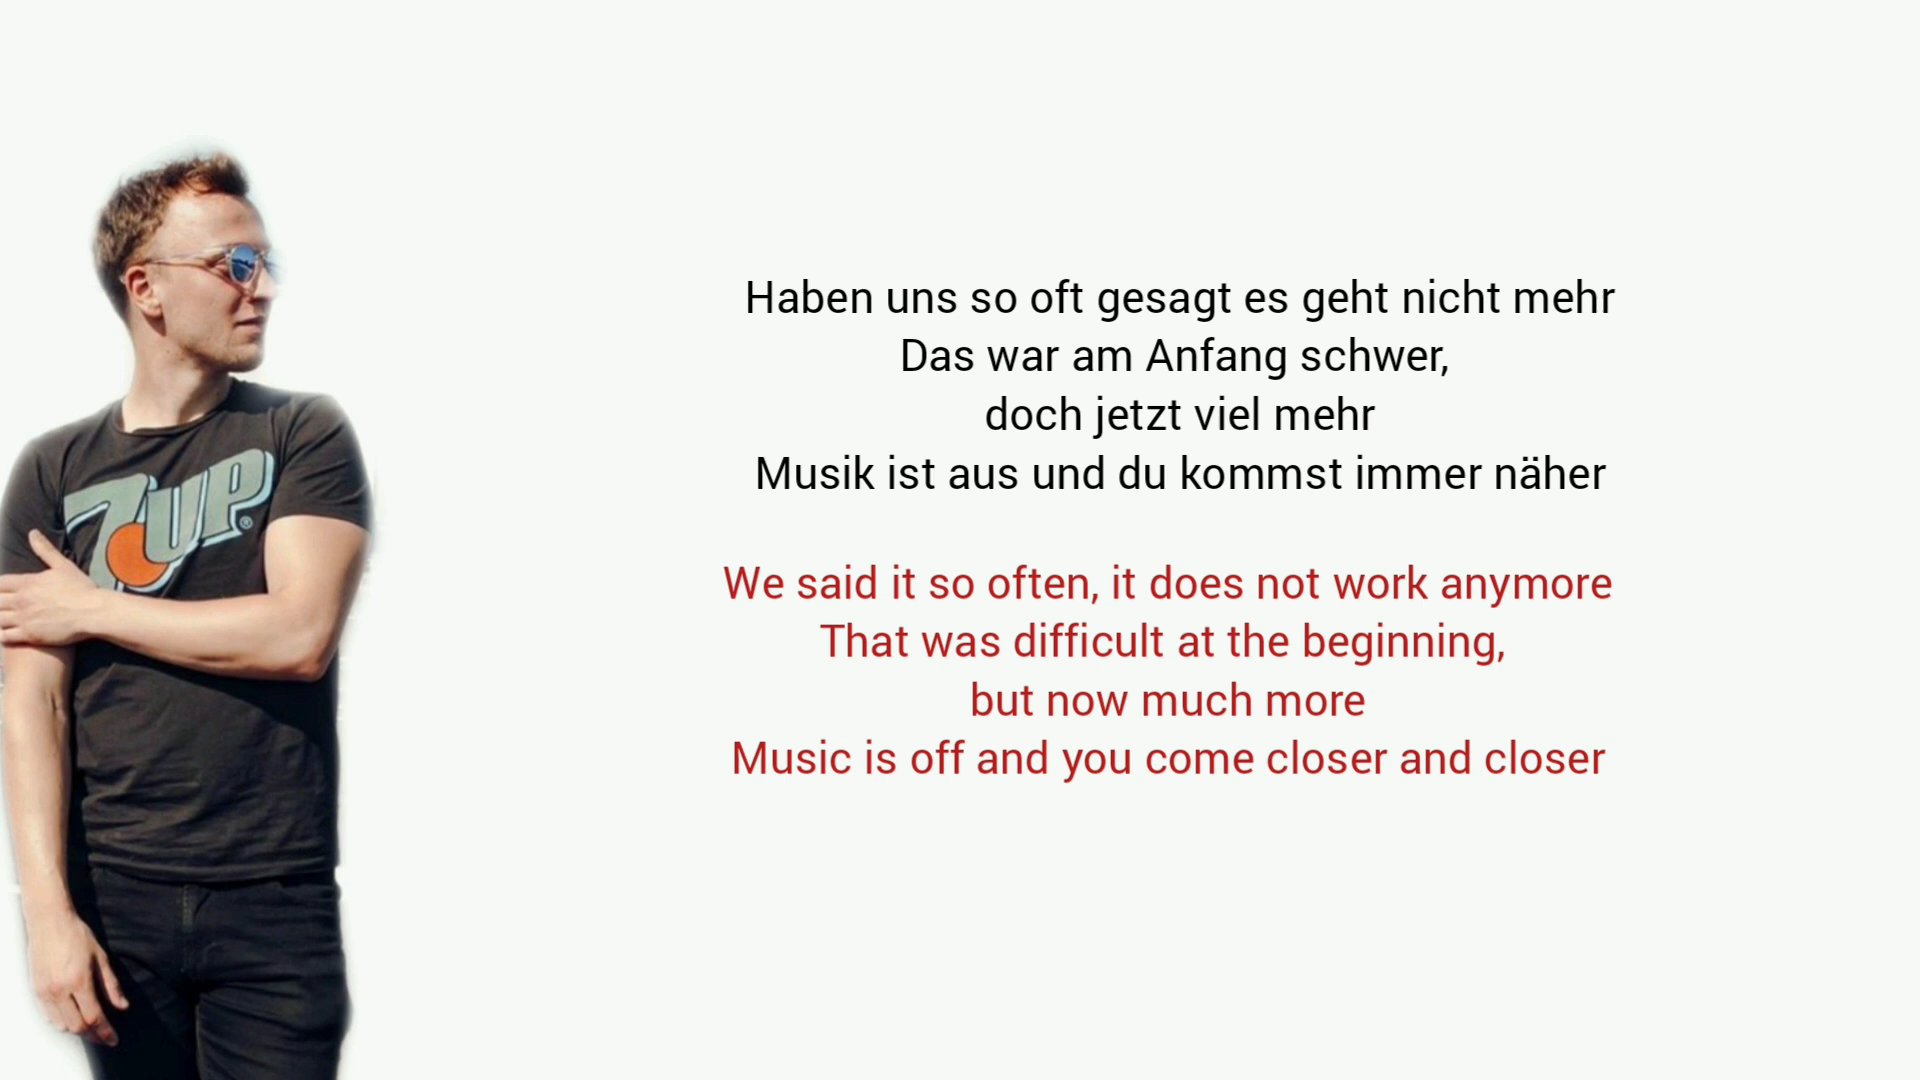 7UP®
Haben uns so oft gesagt es geht nicht mehr
Das war am Anfang schwer,
doch jetzt viel mehr
Musik ist aus und du kommst immer näher
We said it so often, it does not work anymore
That was difficult at the beginning,
but now much more
Music is off and you come closer and closer